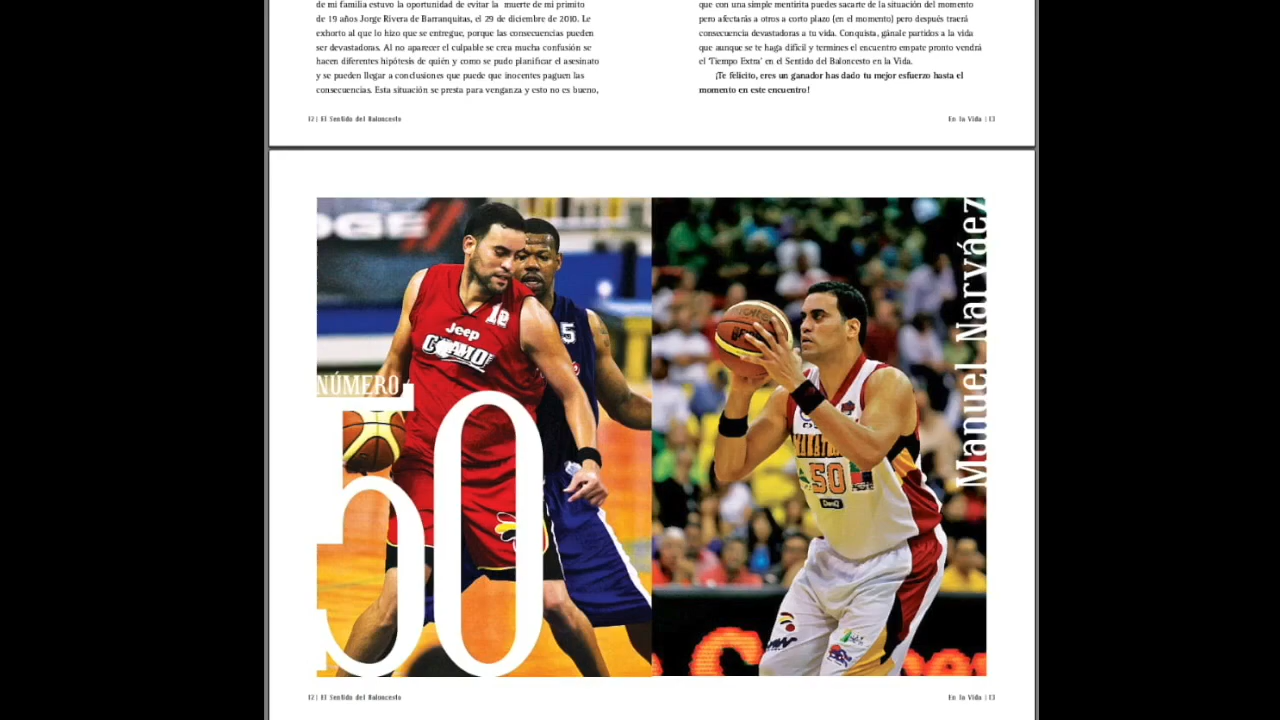 de mi familia estuvo la oportunidad de evitar la muerte de mi primito
de 19 años Jorge Rivera de Barranquitas, el 29 de diciembre de 2010. Le
exhorto al que lo hizo que se entregue, porque las consecuencias pueden
ser devastadoras. Al no aparecer el culpable se crea mucha confusión se
hacen diferentes hipótesis de quién y como se pudo planificar el asesinato
y se pueden llegar a conclusiones que puede que inocentes paguen las
consecuencias. Esta situación se presta para venganza y esto no es bueno,
12 | El Sentido del Baloncesto
que con una simple mentirita puedes sacarte de la situación del momento
pero afectarás a otros a corto plazo (en el momento) pero después traerá
consecuencia devastadoras a tu vida. Conquista, gánale partidos a la vida
que aunque se te haga difícil y termines el encuentro empate pronto vendrá
el 'Tiempo Extra' en el Sentido del Baloncesto en la Vida.
¡Te felicito, eres un ganador has dado tu mejor esfuerzo hasta el
momento en este encuentro!
En la Vida | 13
DGE
12
Jeep
5
NÚMERO
50
Manuel Narváez
50
12 | El Sentido del Baloncesto
En la Vida | 13